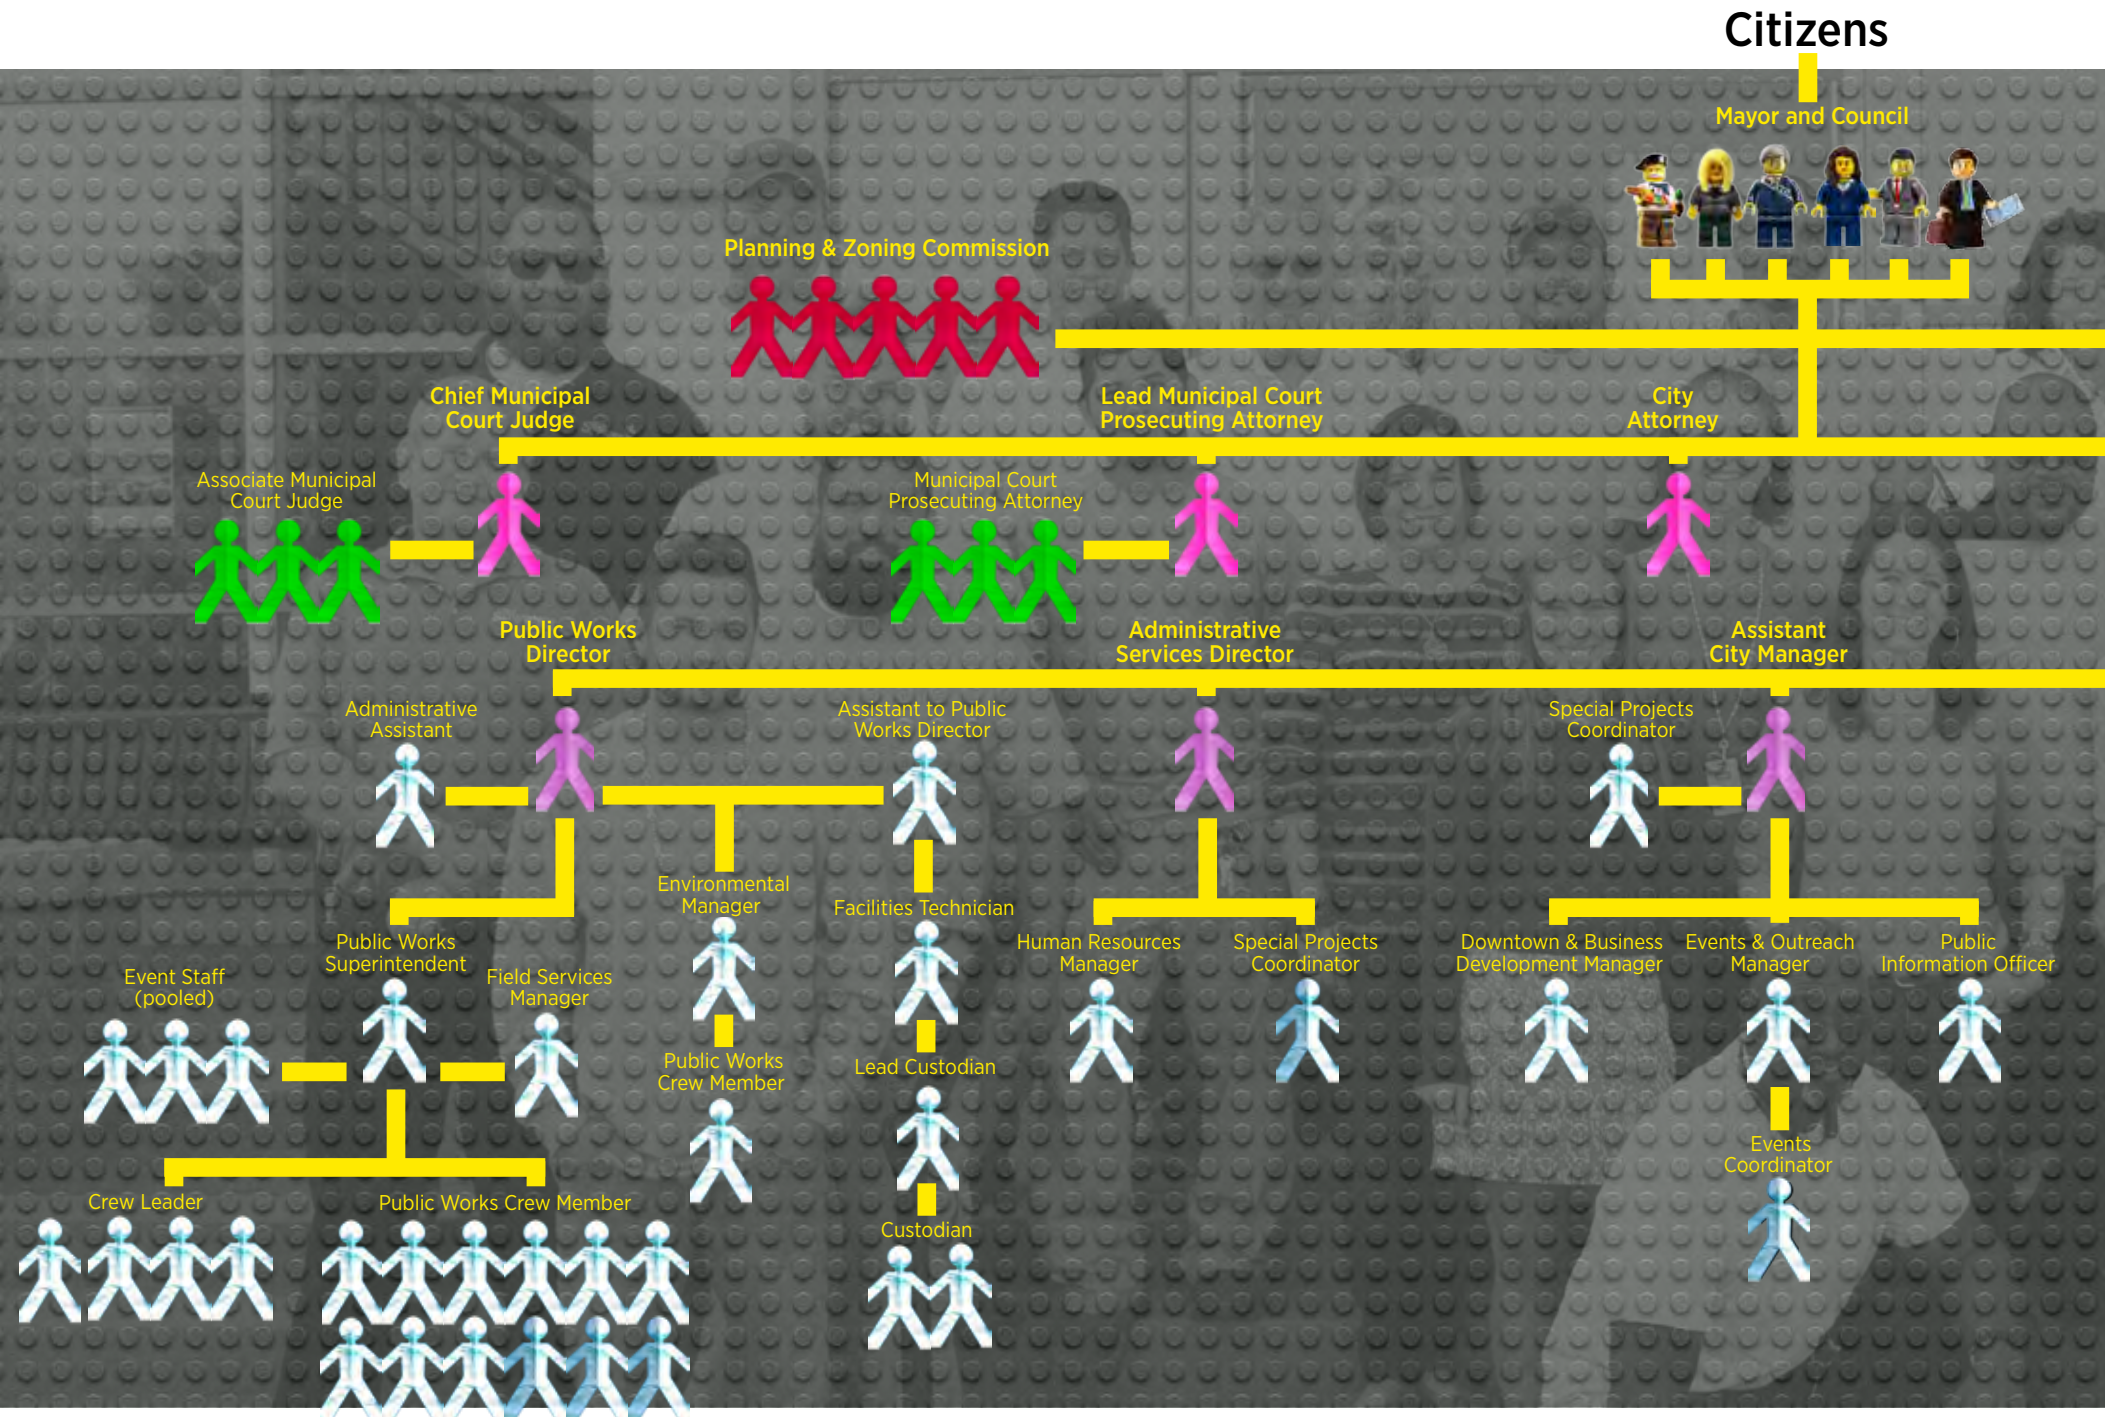 Citizens
Mayor and Council
Planning & Zoning Commission
Chief Municipal
Court Judge
Lead Municipal Court
Prosecuting Attorney
City
Attorney
Associate Municipal
Court Judge
Municipal Court
Prosecuting Attorney
Public Works
Director
Administrative
Services Director
Assistant
City Manager
Administrative
Assistant
Assistant to Public
Works Director
Special Projects
Coordinator
Environmental
Manager
Facilities Technician
Public Works
Superintendent
Human Resources
Manager
Special Projects
Coordinator
Downtown & Business
Development Manager
Events & Outreach
Manager
Public
Information Officer
Event Staff
(pooled)
Field Services
Manager
Public Works
Crew Member
Lead Custodian
Events
Coordinator
Crew Leader
Public Works Crew Member
Custodian